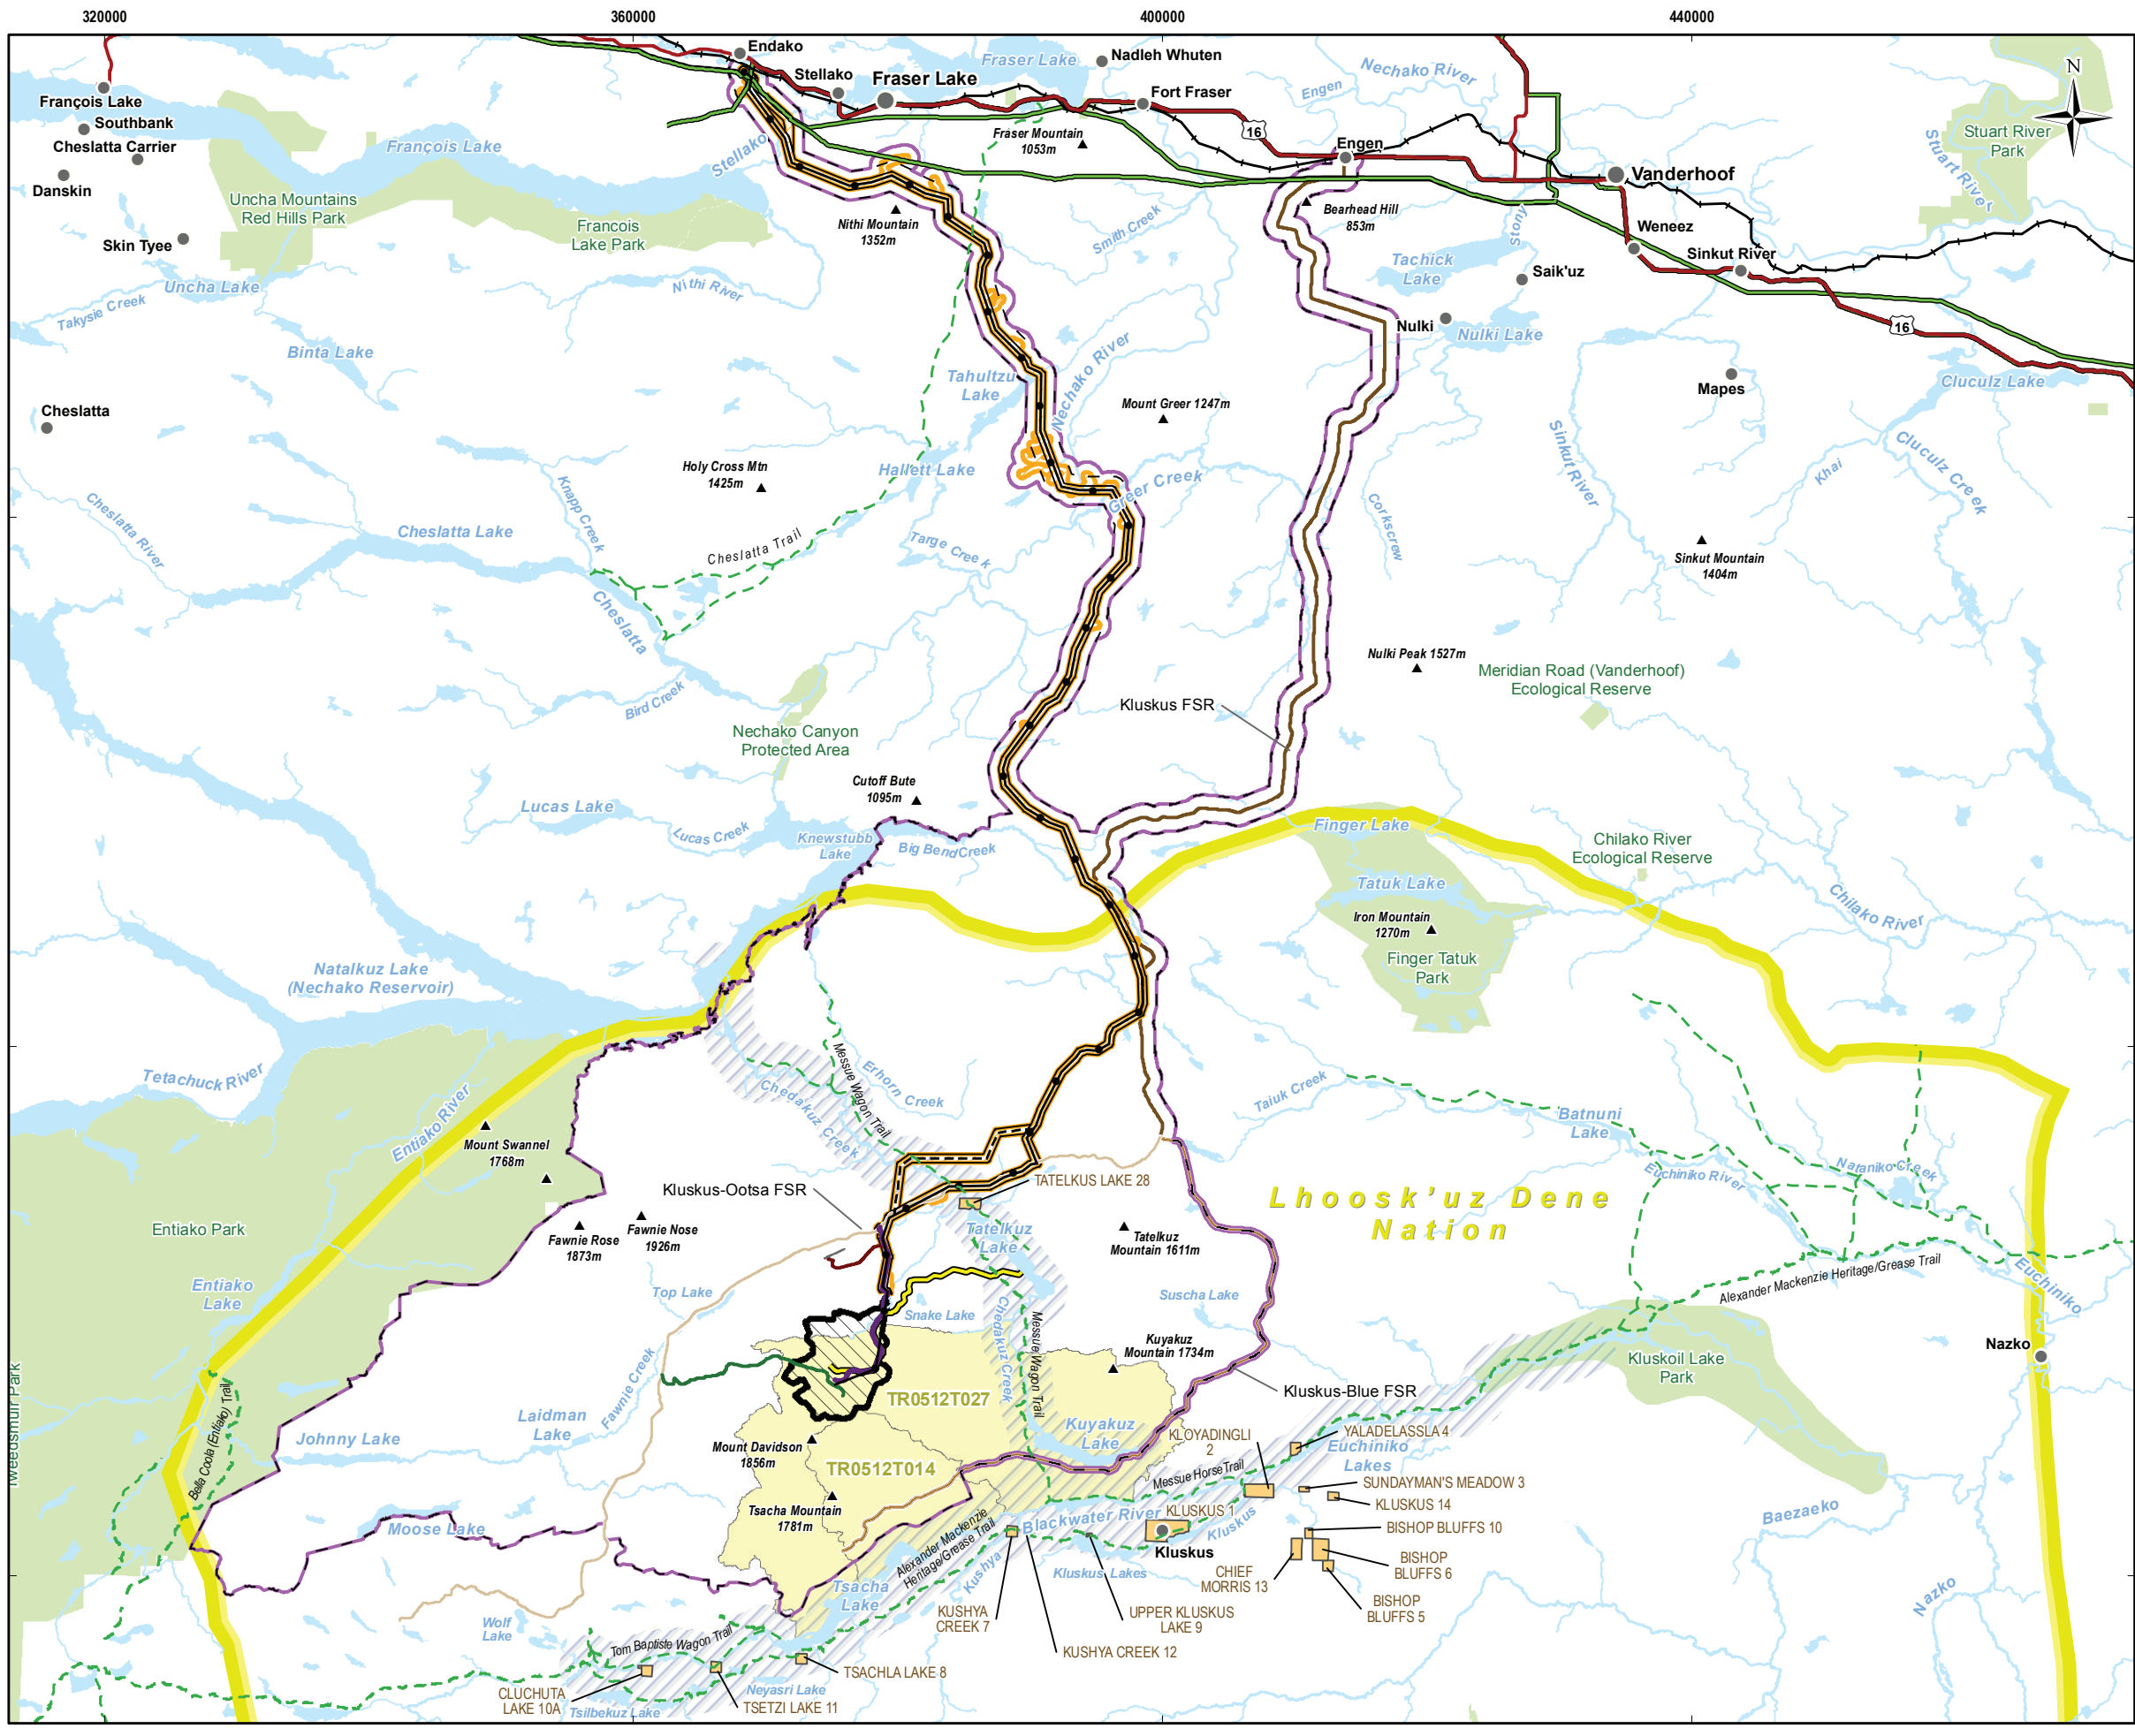 320000
360000
400000
440000
Endako
Stellako
Fraser Lake
Fraser Lake
Nadleh Whuten
Nechako River
Engen
N
François Lake
Southbank
Cheslatta Carrier
Danskin
François Lake
Stellako
Fort Fraser
Fraser Mountain
1053m
16
Engen
Vanderhoof
Stuart River
Park
Stuart River
Uncha Mountains
Red Hills Park
Francois
Lake Park
Nithi Mountain
1352m
Smith Creek
Bearhead Hill
853m
Stony
Weneez
Sinkut River
Skin Tyee
Uncha Lake
Takysie Creek
Nithi River
Tachick
Lake
Saik'uz
Nulki
Nulki Lake
16
Binta Lake
Tahultzu
Lake
Nechako River
Mapes
Cluculz Lake
Cheslatta
Mount Greer 1247m
Sinkut River
Cluculz Creek
Khai
Holy Cross Mtn
1425m
Hallett Lake
Greer Creek
Corkscrew
Knapp Creek
Cheslatta River
Cheslatta Lake
Cheslatta Trail
Targe Creek
Sinkut Mountain
1404m
Cheslatta
Bird Creek
Nulki Peak 1527m
Meridian Road (Vanderhoof)
Ecological Reserve
Kluskus FSR
Nechako Canyon
Protected Area
Cutoff Bute
1095m
Lucas Lake
Lucas Creek
Knewstubb
Lake
Big Bend Creek
Finger Lake
Chilako River
Ecological Reserve
Tatuk Lake
Chilako River
Iron Mountain
1270m
Finger Tatuk
Park
Natalkuz Lake
(Nechako Reservoir)
Tetachuck River
Entiako River
Messue Wagon Trail
Erhorn Creek
Chedakuz Creek
Taiuk Creek
Batnuni
Lake
Mount Swannel
1768m
Euchiniko River
Nataniko Creek
Kluskus-Ootsa FSR
TATELKUS LAKE 28
Lhoosk'uz Dene
Nation
Entiako Park
Fawnie Rose
1873m
Fawnie Nose
1926m
Tatelkuz
Lake
Tatelkuz
Mountain 1611m
Alexander Mackenzie Heritage/Grease Trail
Euchiniko
Entiako
Lake
Top Lake
Snake Lake
Suscha Lake
Chedakuz Creek
Messue Wagon Trail
Kuyakuz
Mountain 1734m
Nazko
Kluskoil Lake
Park
Tweedsmuir Park
Bella Coola (Entiako) Trail
Fawnie Creek
TR0512T027
Kluskus-Blue FSR
Laidman
Lake
Johnny Lake
Mount Davidson
1856m
Kuyakuz
Lake
KLOYADINGLI
2
YALADELASSLA 4
Euchiniko
Lakes
TR0512T014
Messue Horse Trail
SUNDAYMAN'S MEADOW 3
KLUSKUS 14
Tsacha Mountain
1781m
Moose Lake
Alexander Mackenzie
Heritage/Grease Trail
Blackwater River
KLUSKUS 1
Kluskus
Kluskus
BISHOP BLUFFS 10
Baezaeko
BISHOP
BLUFFS 6
Kushya
Kluskus Lakes
CHIEF
MORRIS 13
BISHOP
BLUFFS 5
Nazko
Tsacha
Lake
Wolf
Lake
KUSHYA
CREEK 7
UPPER KLUSKUS
LAKE 9
Tom Baptiste Wagon Trail
KUSHYA CREEK 12
TSACHLA LAKE 8
CLUCHUTA
LAKE 10A
Neyasri Lake
TSETZI LAKE 11
Tsilbekuz Lake